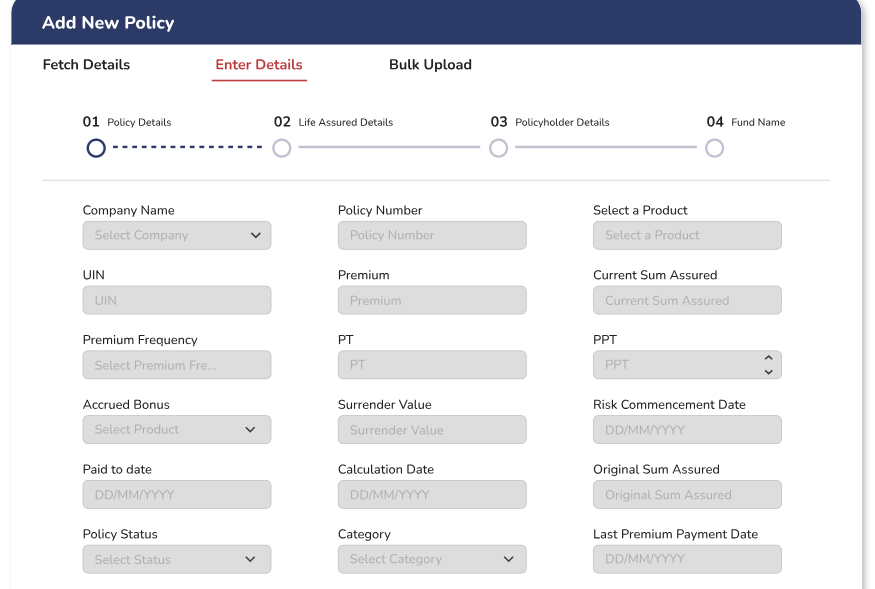 Add New Policy
Fetch Details Enter Details Bulk Upload
01 Policy Details 02 Life Assured Details 03 Policyholder Details 04 Fund Name
Company Name Policy Number Select a Product
Select Company Policy Number Select a Product
UIN Premium Current Sum Assured
UIN Premium Current Sum Assured
Premium Frequency PT PPT
Select Premium Fre... PT PPT
Accrued Bonus Surrender Value Risk Commencement Date
Select Product Surrender Value DD/MM/YYYY
Paid to date Calculation Date Original Sum Assured
DD/MM/YYYY DD/MM/YYYY Original Sum Assured
Policy Status Category Last Premium Payment Date
Select Status Select Category DD/MM/YYYY